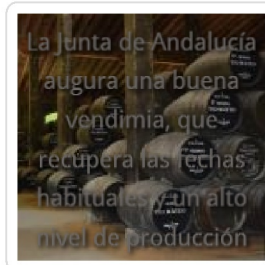 La Junta de Andalucía
augura una buena
vendimia, que
recupera las fechas
habituales y un alto
nivel de producción